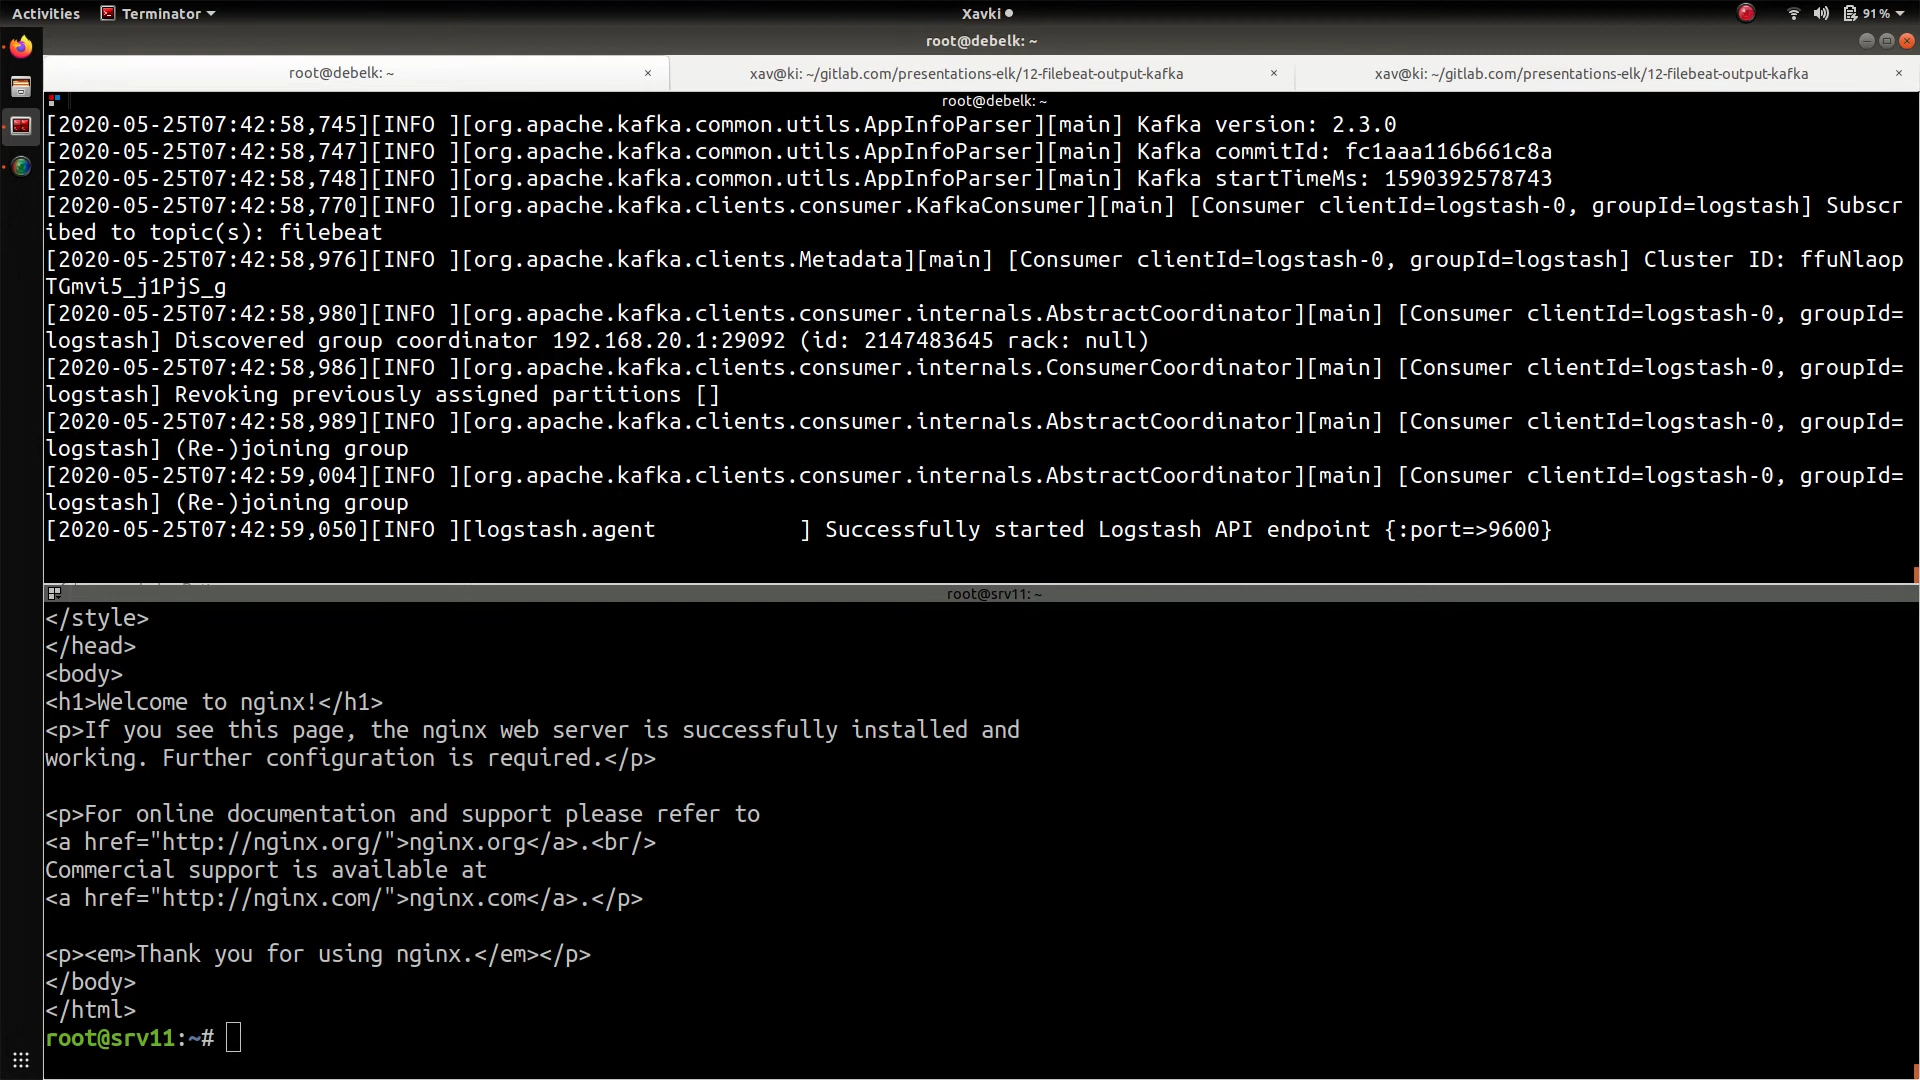 Activities
Terminator
Xavki
91 %
root@debelk: ~
root@debelk: ~
xav@ki: ~/gitlab.com/presentations-elk/12-filebeat-output-kafka
xav@ki: ~/gitlab.com/presentations-elk/12-filebeat-output-kafka
root@debelk: ~
[2020-05-25T07:42:58,745][INFO ][org.apache.kafka.common.utils.AppInfoParser][main] Kafka version: 2.3.0
[2020-05-25T07:42:58,747][INFO ][org.apache.kafka.common.utils.AppInfoParser][main] Kafka commitId: fc1aaa116b661c8a
[2020-05-25T07:42:58,748][INFO ][org.apache.kafka.common.utils.AppInfoParser][main] Kafka startTimeMs: 1590392578743
[2020-05-25T07:42:58,770][INFO ][org.apache.kafka.clients.consumer.KafkaConsumer][main] [Consumer clientId=logstash-0, groupId=logstash] Subscr
ibed to topic(s): filebeat
[2020-05-25T07:42:58,976][INFO ][org.apache.kafka.clients.Metadata][main] [Consumer clientId=logstash-0, groupId=logstash] Cluster ID: ffuNlaop
TGmvi5_j1PjS_g
[2020-05-25T07:42:58,980][INFO ][org.apache.kafka.clients.consumer.internals.AbstractCoordinator][main] [Consumer clientId=logstash-0, groupId=
logstash] Discovered group coordinator 192.168.20.1:29092 (id: 2147483645 rack: null)
[2020-05-25T07:42:58,986][INFO ][org.apache.kafka.clients.consumer.internals.ConsumerCoordinator][main] [Consumer clientId=logstash-0, groupId=
logstash] Revoking previously assigned partitions []
[2020-05-25T07:42:58,989][INFO ][org.apache.kafka.clients.consumer.internals.AbstractCoordinator][main] [Consumer clientId=logstash-0, groupId=
logstash] (Re-)joining group
[2020-05-25T07:42:59,004][INFO ][org.apache.kafka.clients.consumer.internals.AbstractCoordinator][main] [Consumer clientId=logstash-0, groupId=
logstash] (Re-)joining group
[2020-05-25T07:42:59,050][INFO ][logstash.agent           ] Successfully started Logstash API endpoint {:port=>9600}
root@srv11: ~
</style>
</head>
<body>
<h1>Welcome to nginx!</h1>
<p>If you see this page, the nginx web server is successfully installed and
working. Further configuration is required.</p>
<p>For online documentation and support please refer to
<a href="http://nginx.org/">nginx.org</a>.<br/>
Commercial support is available at
<a href="http://nginx.com/">nginx.com</a>.</p>
<p><em>Thank you for using nginx.</em></p>
</body>
</html>
root@srv11:~#